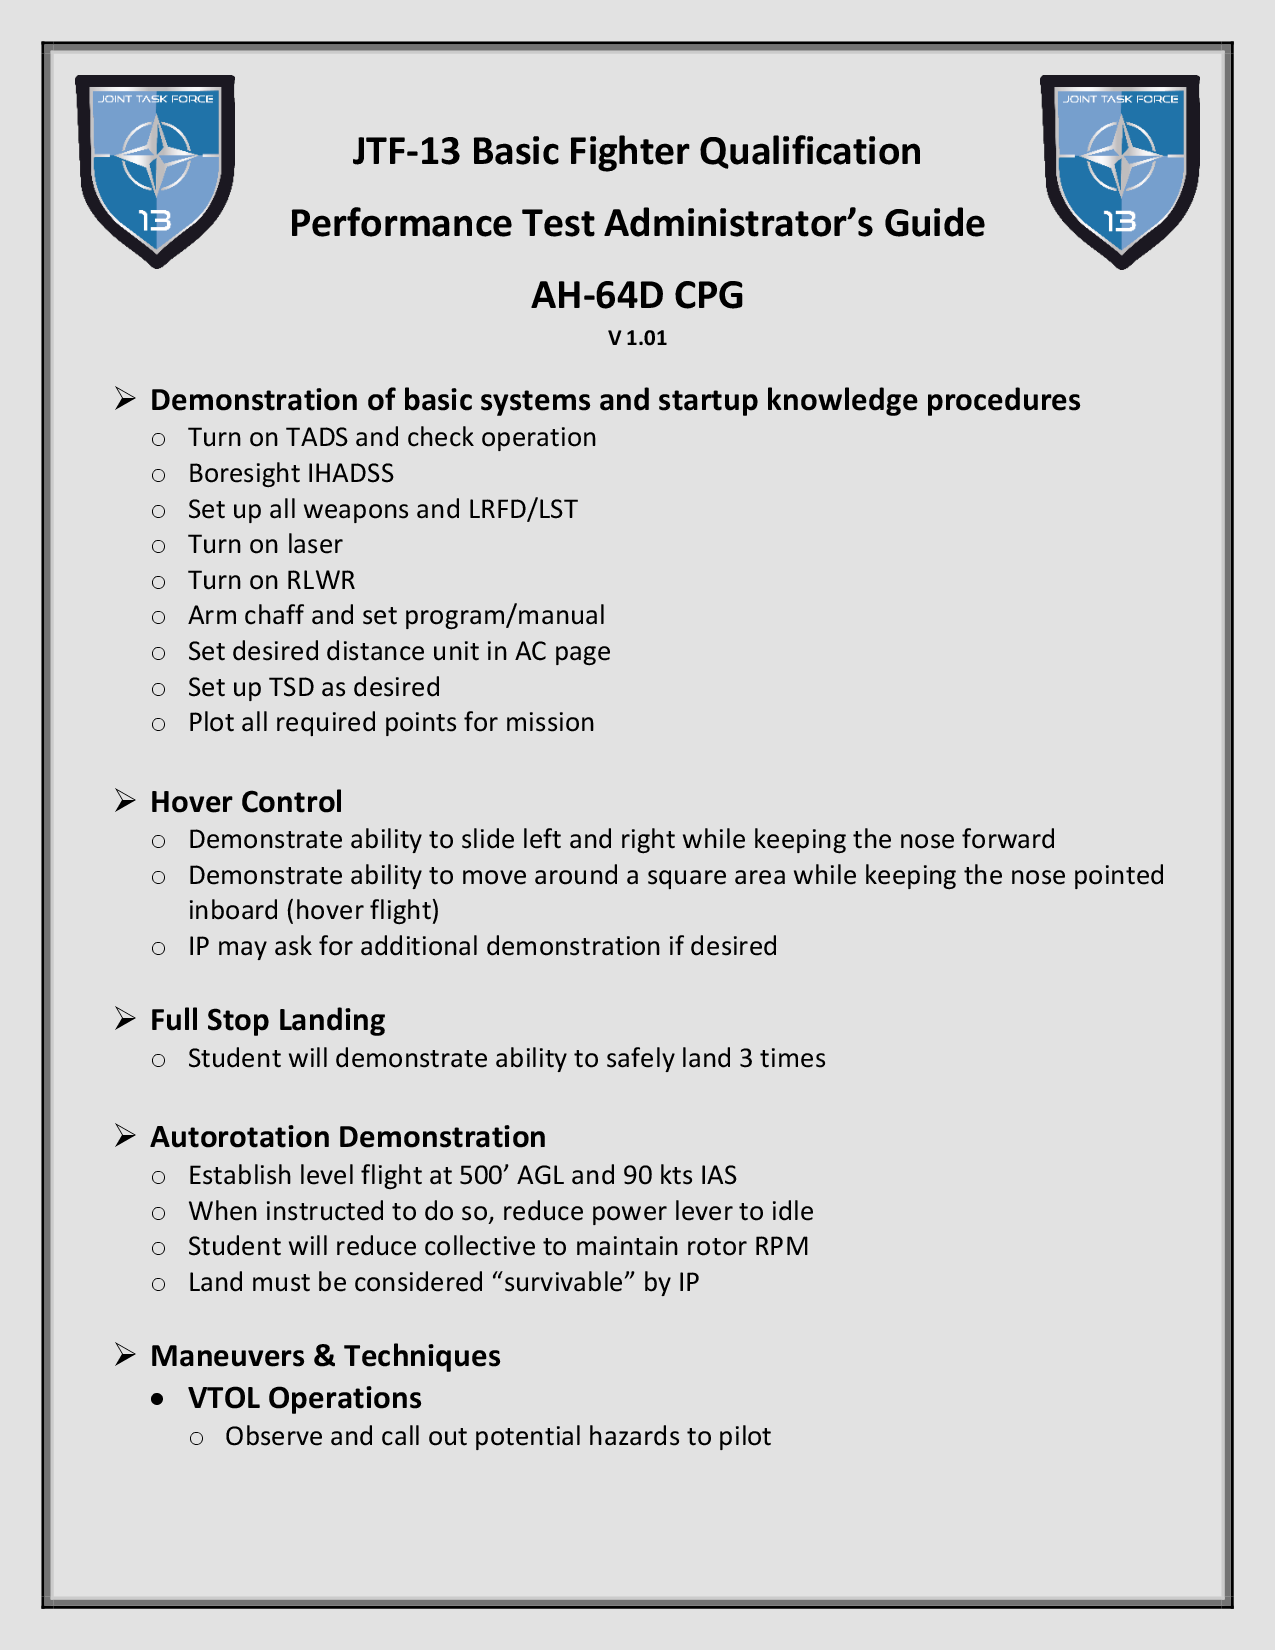 JOINT TASK FORCE
13
JOINT TASK FORCE
13
JTF-13 Basic Fighter Qualification
Performance Test Administrator’s Guide
AH-64D CPG
V 1.01
➢ Demonstration of basic systems and startup knowledge procedures
o Turn on TADS and check operation
o Boresight IHADSS
o Set up all weapons and LRFD/LST
o Turn on laser
o Turn on RLWR
o Arm chaff and set program/manual
o Set desired distance unit in AC page
o Set up TSD as desired
o Plot all required points for mission
➢ Hover Control
o Demonstrate ability to slide left and right while keeping the nose forward
o Demonstrate ability to move around a square area while keeping the nose pointed
inboard (hover flight)
o IP may ask for additional demonstration if desired
➢ Full Stop Landing
o Student will demonstrate ability to safely land 3 times
➢ Autorotation Demonstration
o Establish level flight at 500’ AGL and 90 kts IAS
o When instructed to do so, reduce power lever to idle
o Student will reduce collective to maintain rotor RPM
o Land must be considered “survivable” by IP
➢ Maneuvers & Techniques
• VTOL Operations
o Observe and call out potential hazards to pilot